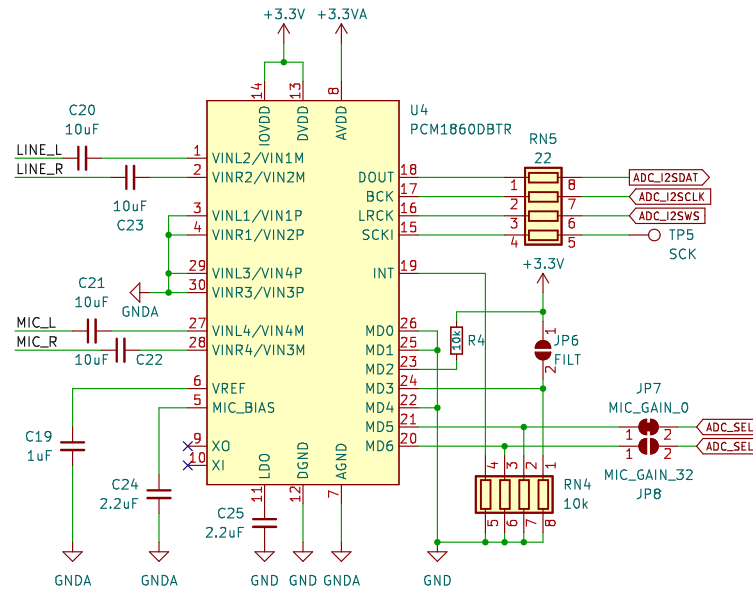 +3.3V
+3.3VA
14
13
8
IOVDD
DVDD
AVDD
U4
PCM1860DBTR
C20
10uF
LINE_L
1
VINL2/VIN1M
LINE_R
2
VINR2/VIN2M
10uF
C23
3
VINL1/VIN1P
4
VINR1/VIN2P
29
VINL3/VIN4P
30
VINR3/VIN3P
GNDA
C21
10uF
MIC_L
27
VINL4/VIN4M
MIC_R
28
VINR4/VIN3M
10uF
C22
6
VREF
5
MIC_BIAS
C19
1uF
9
XO
10
XI
C24
2.2uF
LDO
DGND
AGND
11
12
7
C25
2.2uF
GNDA
GNDA
GND
GND
GNDA
GND
RN5
22
DOUT
18
1
8
ADC_I2SDAT
BCK
17
2
7
ADC_I2SCLK
LRCK
16
3
6
ADC_I2SWS
SCKI
15
4
5
TP5
SCK
INT
19
+3.3V
MD0
26
10k
R4
1
JP6
FILT
2
MD1
25
MD2
23
MD3
24
MD4
22
MD5
21
MD6
20
JP7
MIC_GAIN_0
1
2
ADC_SEL
1
2
ADC_SEL
MIC_GAIN_32
JP8
4
3
2
1
RN4
10k
5
6
7
8